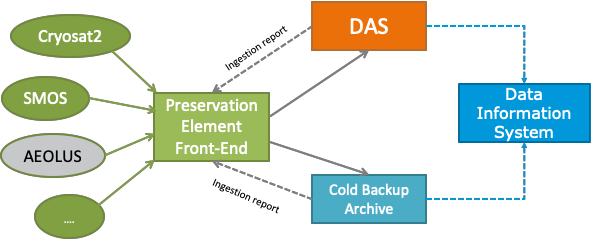 Cryosat2
SMOS
AEOLUS
....
Preservation
Element
Front-End
Ingestion report
DAS
Ingestion report
Cold Backup
Archive
Data
Information
System